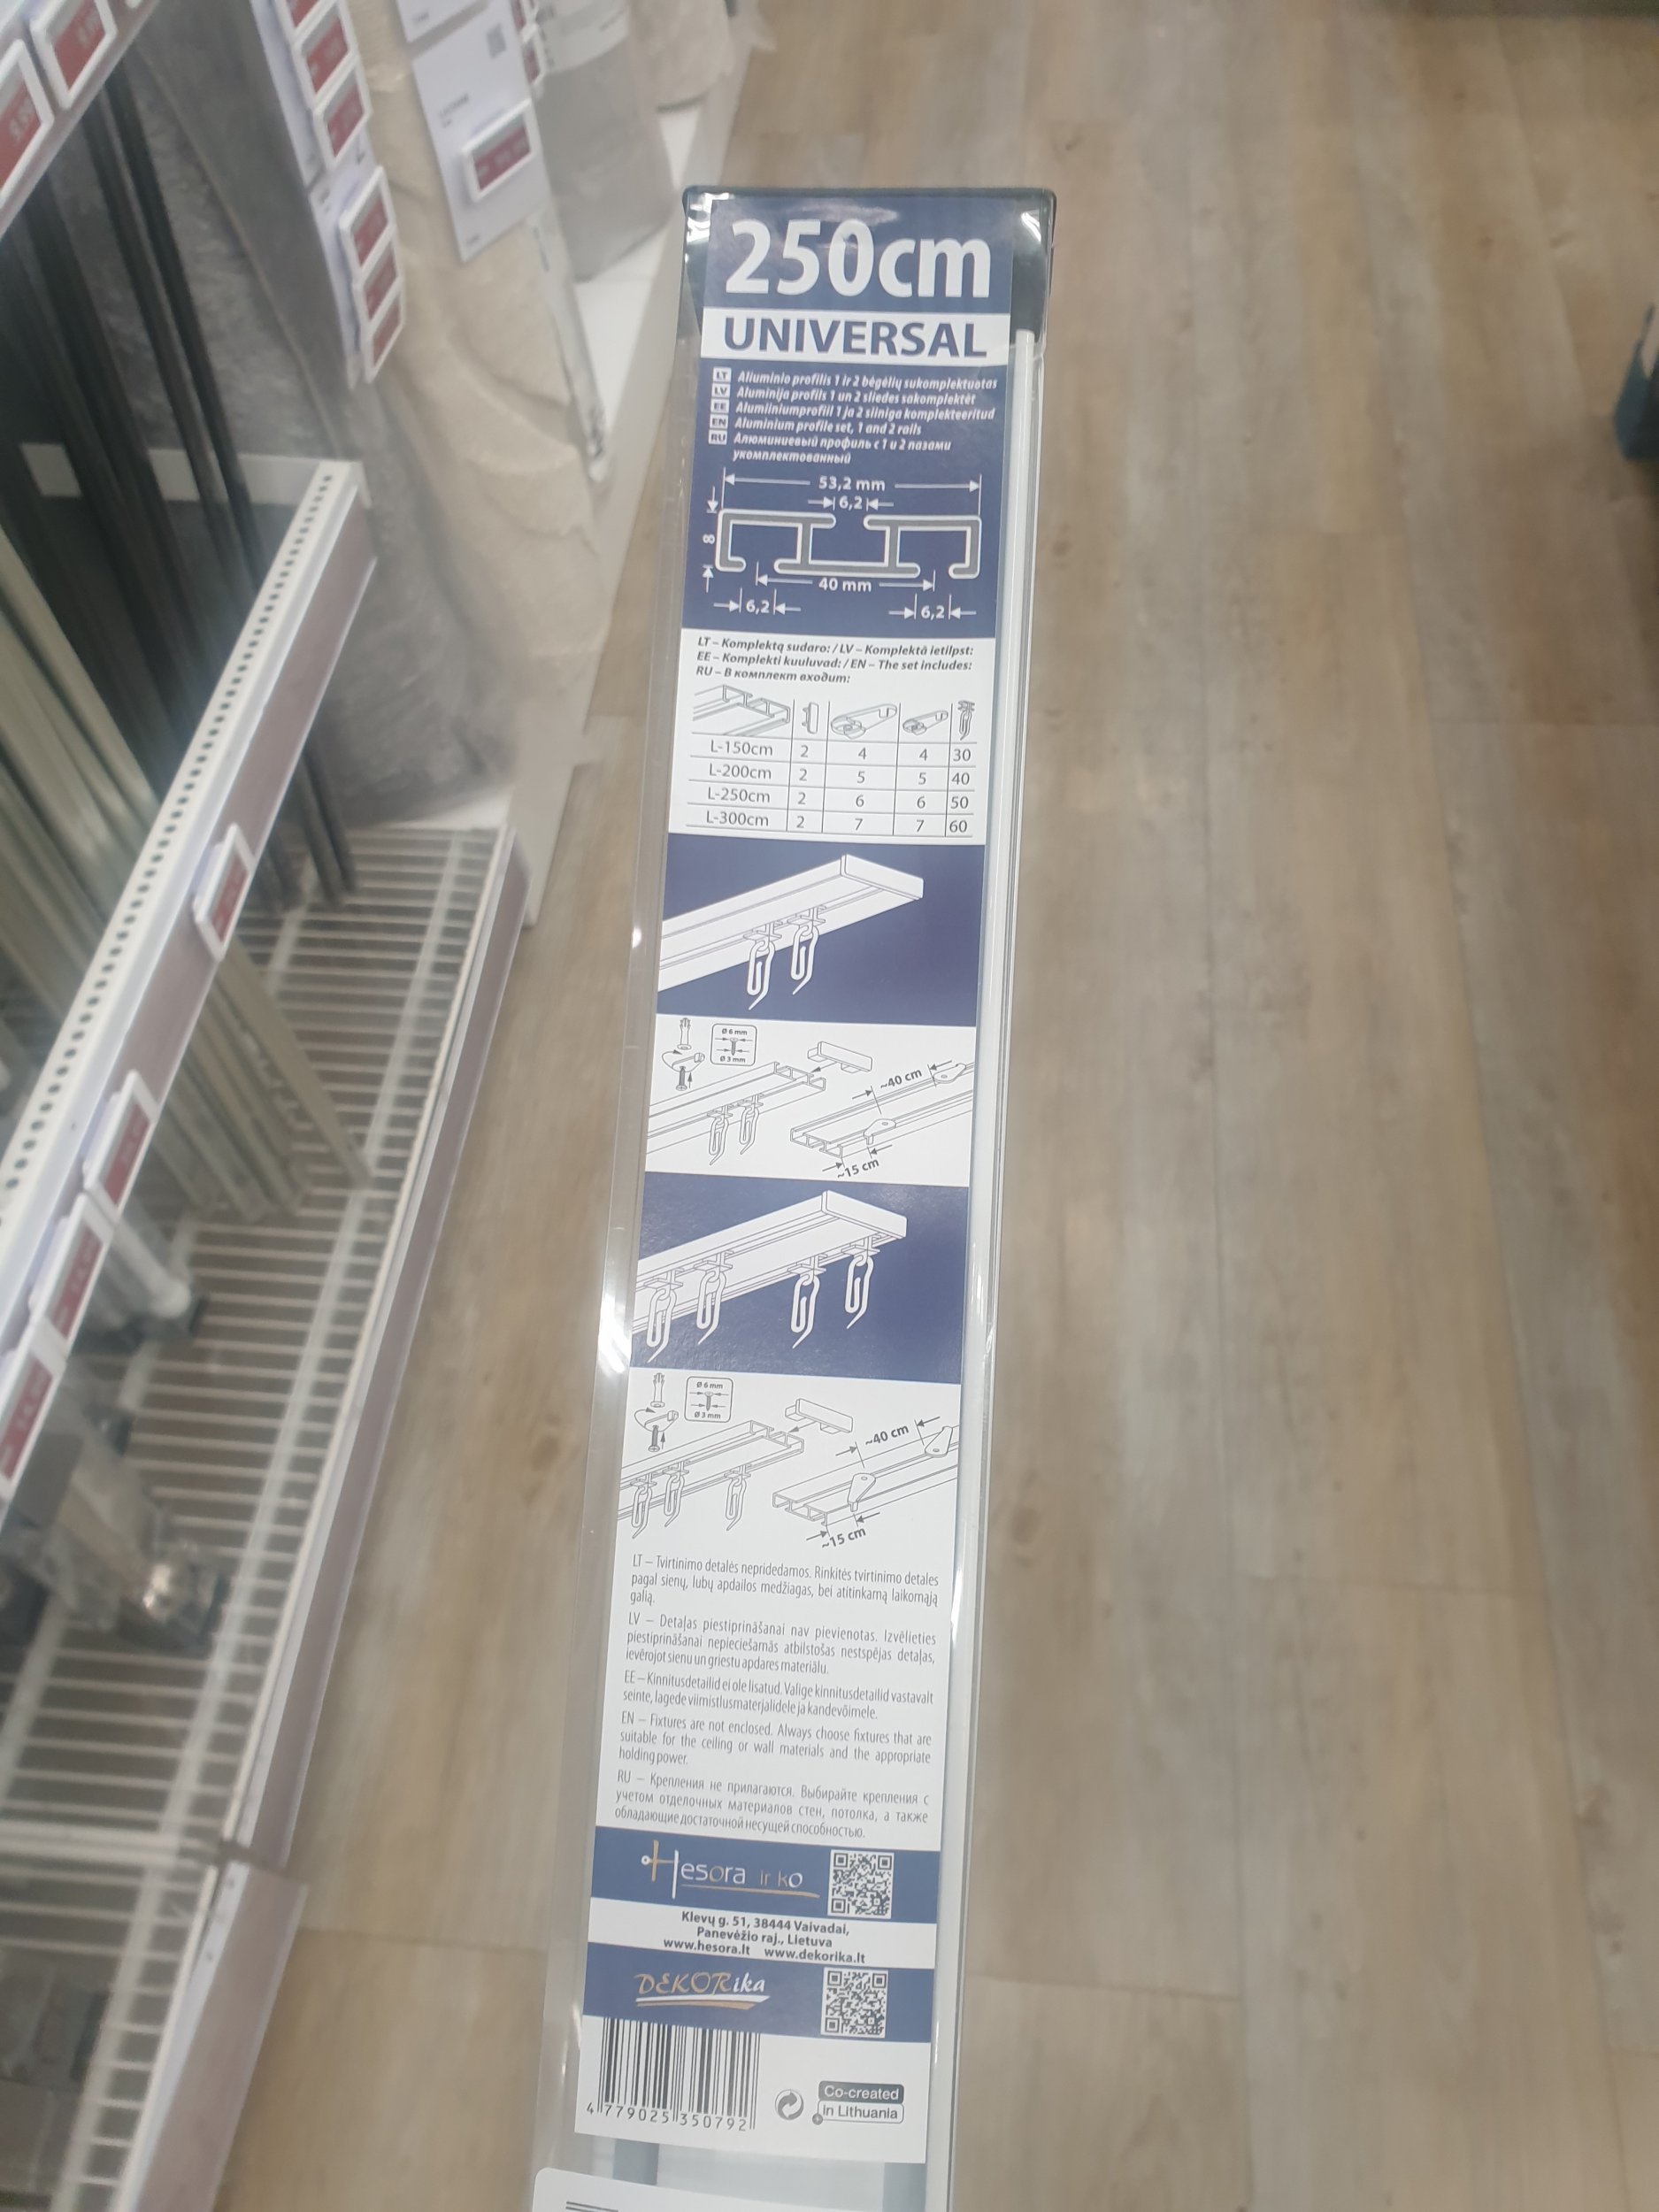 250cm
UNIVERSAL
LT Aliuminio profilis 1 ir 2 bėgelių sukomplektuotas
LV Aluminija profils 1 un 2 sliedes sakomplektēt
EE Alumiiniumprofiil 1 ja 2 siiniga komplekteeritud
EN Aluminium profile set, 1 and 2 rails
RU Алюминиевый профиль с 1 и 2 пазами
укомплектованный
53,2 mm
6,2
8
40 mm
6,2 6,2
LT – Komplektą sudaro: / LV – Komplektā ietilpst:
EE – Komplekti kuuluvad: / EN – The set includes:
RU – В комплект входит:
L-150cm 2 4 4 30
L-200cm 2 5 5 40
L-250cm 2 6 6 50
L-300cm 2 7 7 60
Ø 6 mm
Ø 3 mm
~40 cm
~15 cm
Ø 6 mm
Ø 3 mm
~40 cm
~15 cm
LT – Tvirtinimo detalės nepridedamos. Rinkitės tvirtinimo detales
pagal sienų, lubų apdailos medžiagas, bei atitinkamą laikomąją
galią.
LV – Detaļas piestiprināšanai nav pievienotas. Izvēlieties
piestiprināšanai nepieciešamās atbilstošas nestspējas detaļas,
ievērojot sienu un griestu apdares materiālu.
EE – Kinnitusdetailid ei ole lisatud. Valige kinnitusdetailid vastavalt
seinte, lagede viimistlusmaterjalidele ja kandevõimele.
EN – Fixtures are not enclosed. Always choose fixtures that are
suitable for the ceiling or wall materials and the appropriate
holding power.
RU – Крепления не прилагаются. Выбирайте крепления с
учетом отделочных материалов стен, потолка, а также
обладающие достаточной несущей способностью.
Hesora ir ko
Klevų g. 51, 38444 Vaivadai,
Panevėžio raj., Lietuva
www.hesora.lt www.dekorika.lt
DEKORika
4 779025 350792
Co-created
in Lithuania